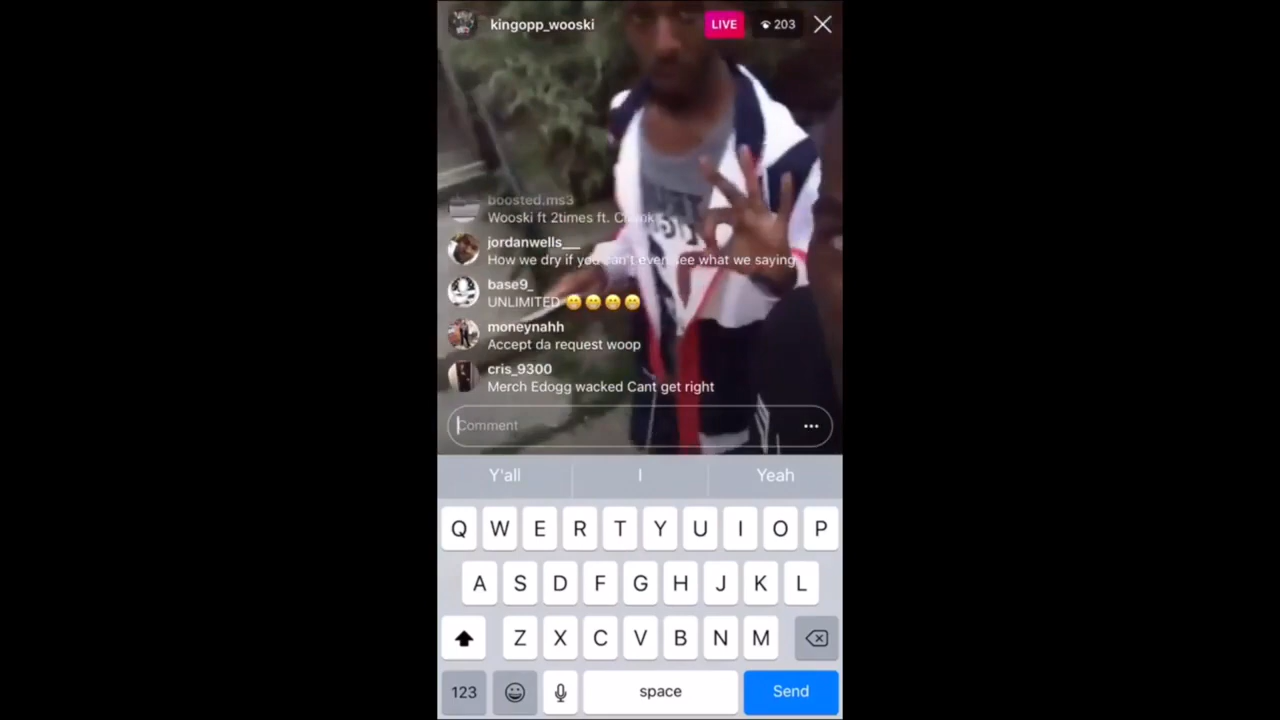 kingopp_wooski
LIVE
203
boosted.ms3
Wooski ft 2times ft.
jordanwells___
How we dry if you can't even see what we saying
base9_
UNLIMITED 😁😁😁😁
moneynahh
Accept da request woop
cris_9300
Merch Edogg wacked Cant get right
Comment
Y'all I Yeah
Q W E R T Y U I O P
A S D F G H J K L
Z X C V B N M
123 space Send